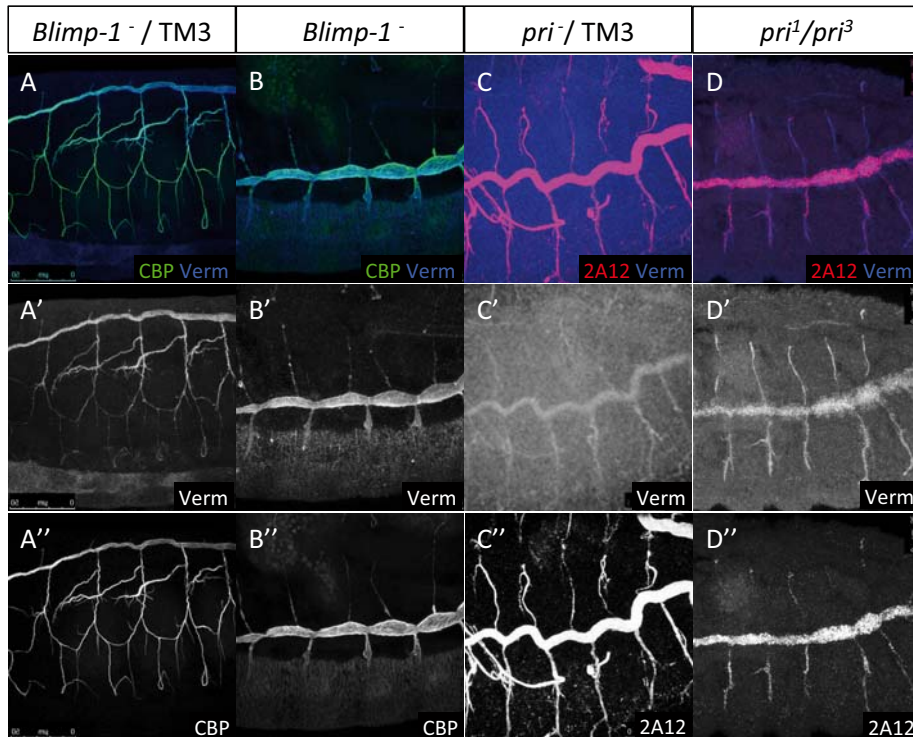 Blimp-1 - / TM3 Blimp-1 - pri -/ TM3 pri1/pri3
A B C D
CBP Verm CBP Verm 2A12 Verm 2A12 Verm
A' B' C' D'
Verm Verm Verm Verm
A'' B'' C'' D''
CBP CBP 2A12 2A12